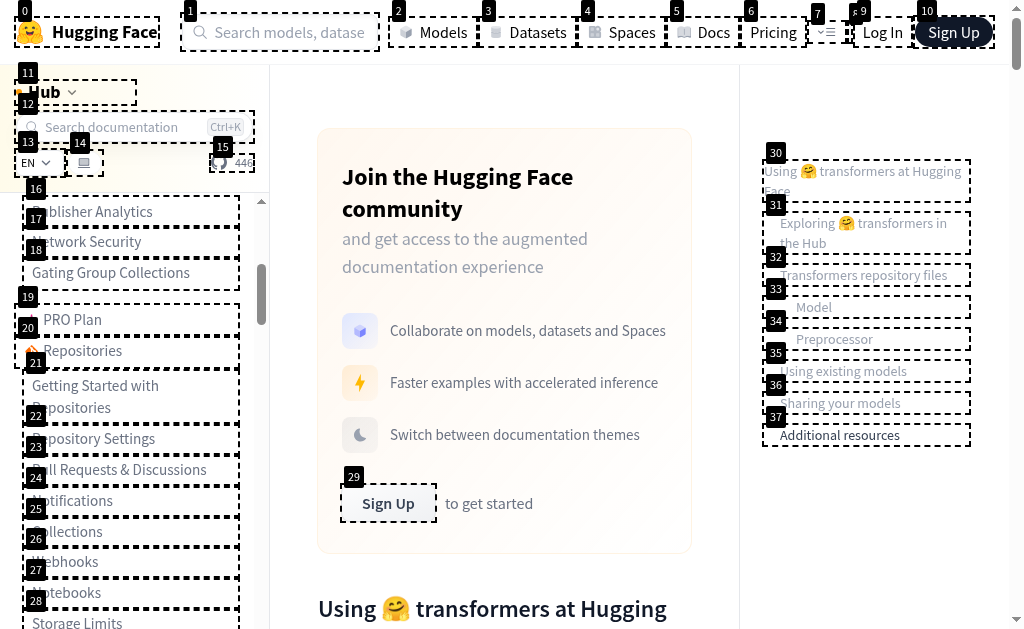 0 1 2 3 4 5 6 7 8 9 10
Hugging Face Search models, datase Models Datasets Spaces Docs Pricing Log In Sign Up
11
Hub
12
Search documentation Ctrl+K
13 14 15
EN 446
16
Publisher Analytics
17
Network Security
18
Gating Group Collections
19
PRO Plan
20
Repositories
21
Getting Started with
Repositories
22
Repository Settings
23
Pull Requests & Discussions
24
Notifications
25
Collections
26
Webhooks
27
Notebooks
28
Storage Limits
Join the Hugging Face
community
and get access to the augmented
documentation experience
Collaborate on models, datasets and Spaces
Faster examples with accelerated inference
Switch between documentation themes
29
Sign Up to get started
Using 🤗 transformers at Hugging
30
Using 🤗 transformers at Hugging
Face
31
Exploring 🤗 transformers in
the Hub
32
Transformers repository files
33
Model
34
Preprocessor
35
Using existing models
36
Sharing your models
37
Additional resources